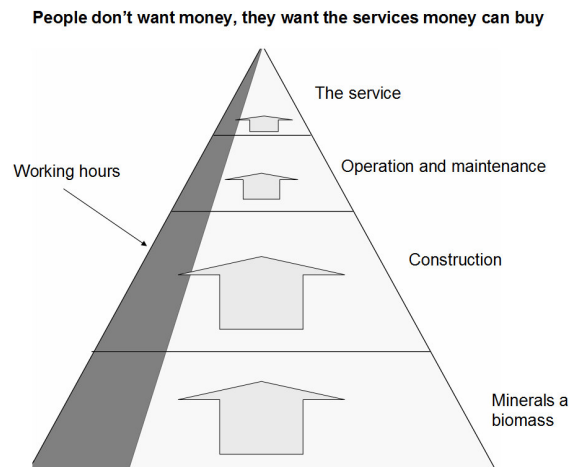 People don't want money, they want the services money can buy
The service
Operation and maintenance
Working hours
Construction
Minerals a
biomass